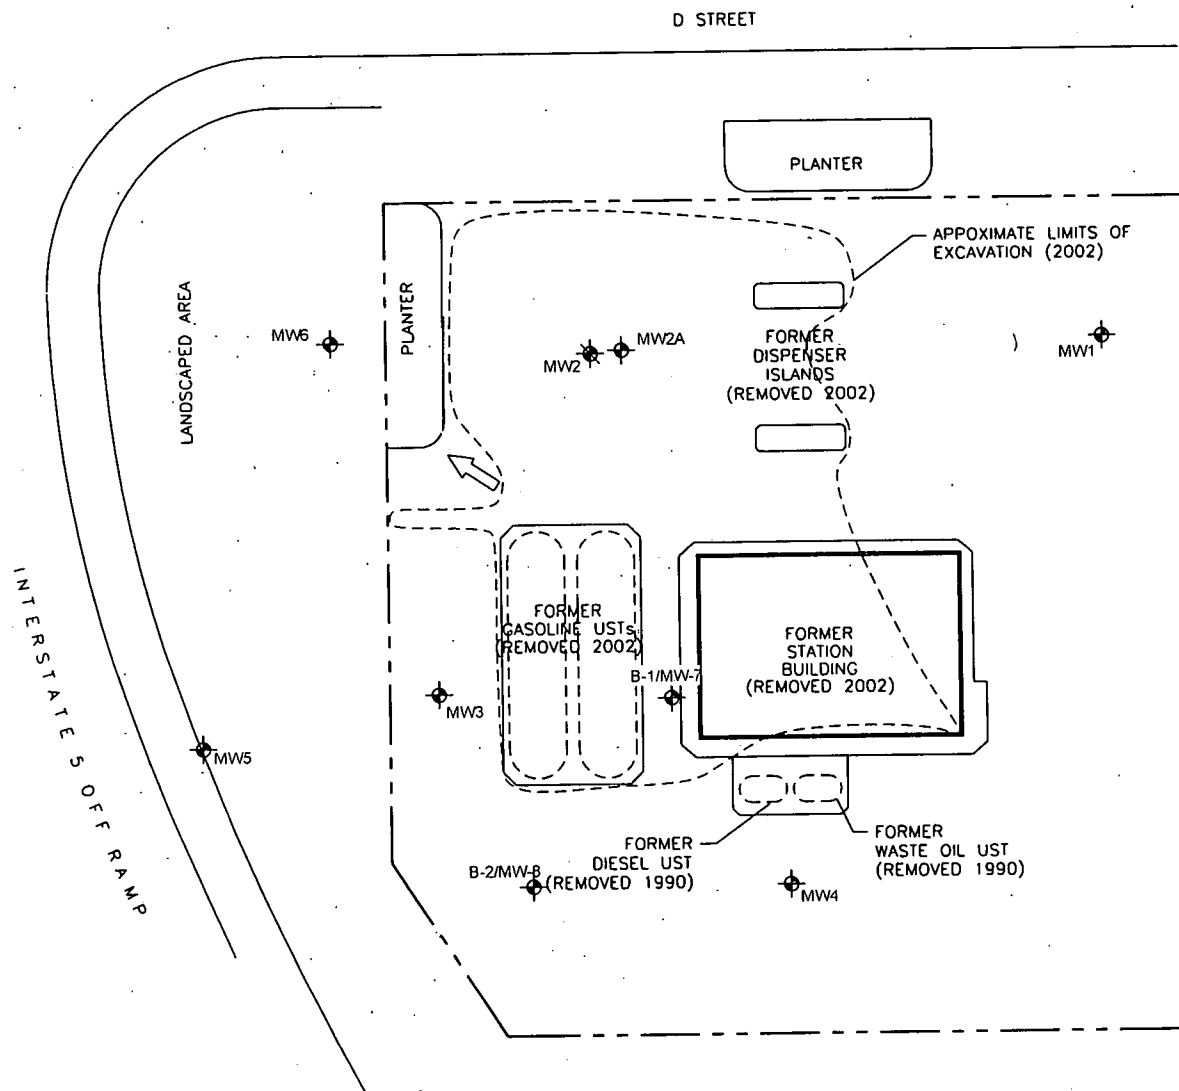 D STREET
PLANTER
APPOXIMATE LIMITS OF
EXCAVATION (2002)
LANDSCAPED AREA
PLANTER
MW6
MW2
MW2A
FORMER
DISPENSER
ISLANDS
(REMOVED 2002)
MW1
INTERSTATE 5 OFF RAMP
FORMER
GASOLINE USTs
(REMOVED 2002)
FORMER
STATION
BUILDING
(REMOVED 2002)
B-1/MW-7
MW3
MW5
FORMER
DIESEL UST
(REMOVED 1990)
FORMER
WASTE OIL UST
(REMOVED 1990)
B-2/MW-8
MW4